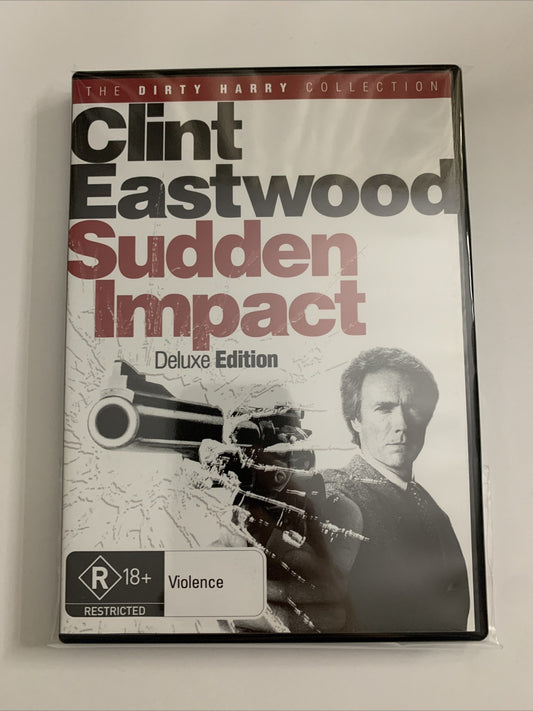 THE DIRTY HARRY COLLECTION
Clint
Eastwood
Sudden
Impact
Deluxe Edition
R 18+
RESTRICTED
Violence